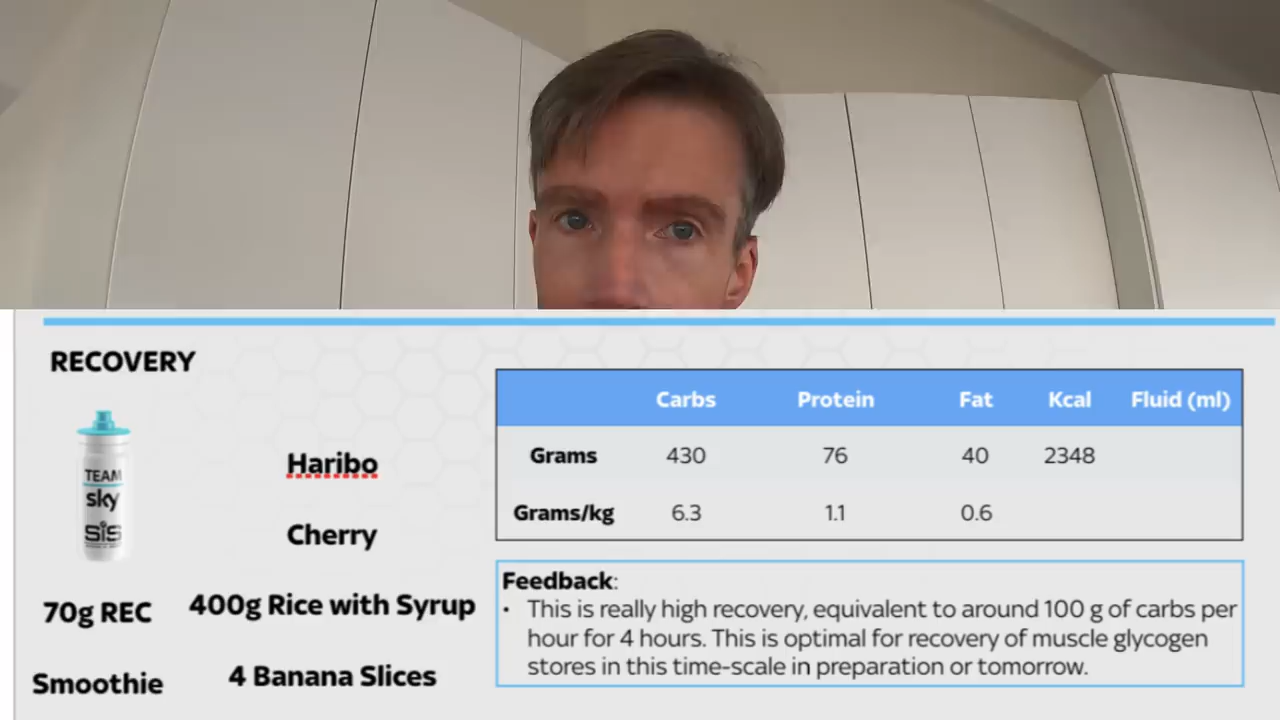 RECOVERY
TEAM
sky
SiS
70g REC
Smoothie
Haribo
Cherry
400g Rice with Syrup
4 Banana Slices
Carbs Protein Fat Kcal Fluid (ml)
Grams 430 76 40 2348
Grams/kg 6.3 1.1 0.6
Feedback:
• This is really high recovery, equivalent to around 100 g of carbs per
hour for 4 hours. This is optimal for recovery of muscle glycogen
stores in this time-scale in preparation or tomorrow.